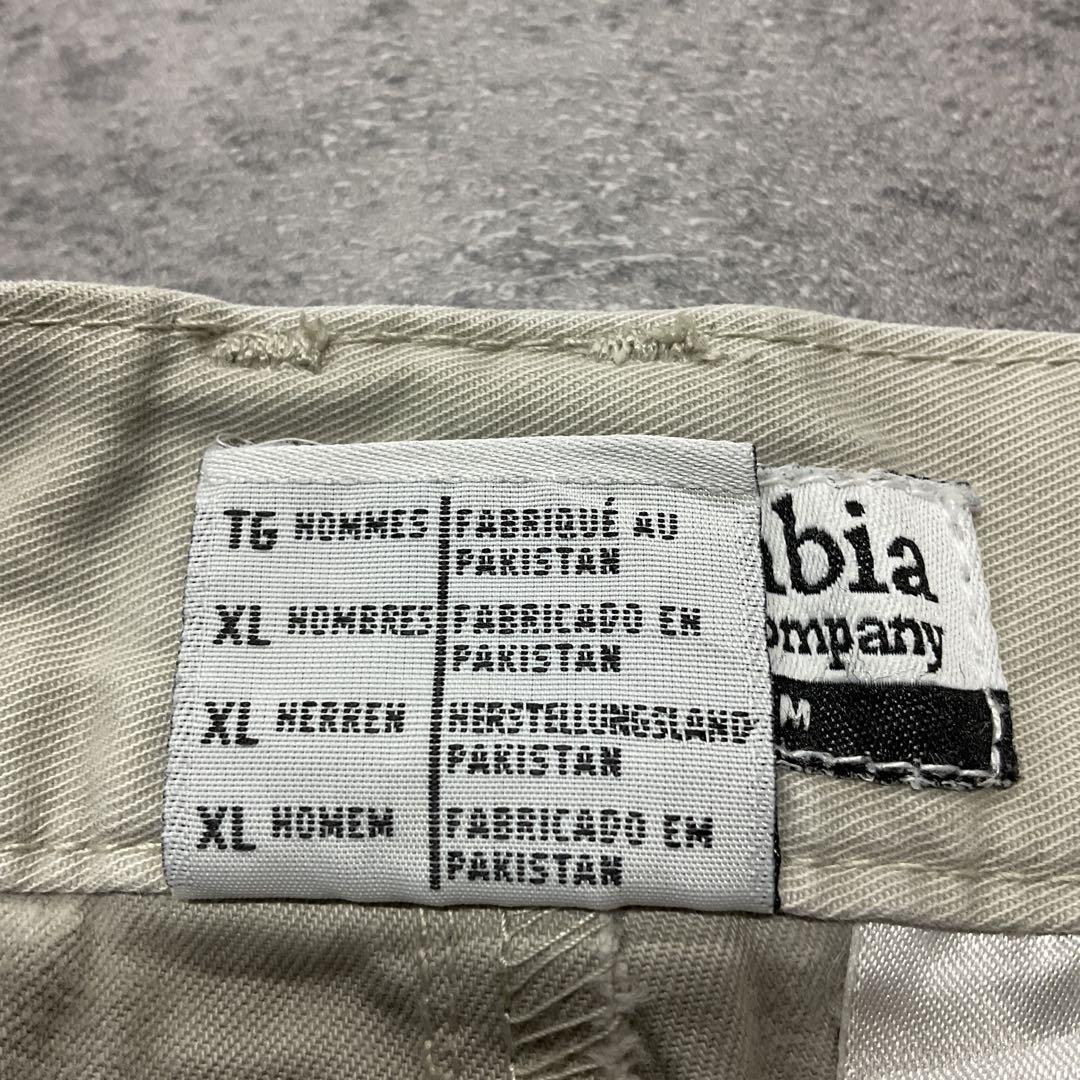 TG HOMMES FABRIQUÉ AU
PAKISTAN
XL HOMBRES FABRICADO EN
PAKISTAN
XL HERREN HERSTELLUNGSLAND
PAKISTAN
XL HOMEM FABRICADO EM
PAKISTAN
bia
ompany
M